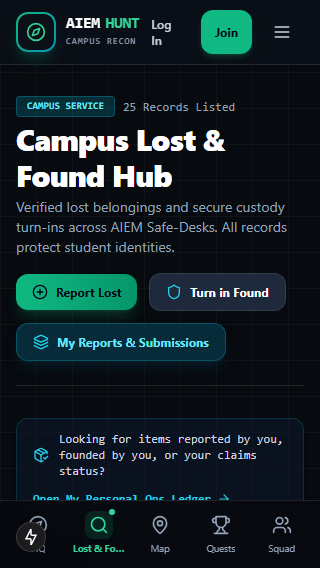 AIEM HUNT
CAMPUS RECON
Log
In
Join
CAMPUS SERVICE
25 Records Listed
Campus Lost &
Found Hub
Verified lost belongings and secure custody
turn-ins across AIEM Safe-Desks. All records
protect student identities.
Report Lost
Turn in Found
My Reports & Submissions
Looking for items reported by you,
founded by you, or your claims
status?
Open My Personal Ops Ledger →
Lost & Fo...
Map
Quests
Squad